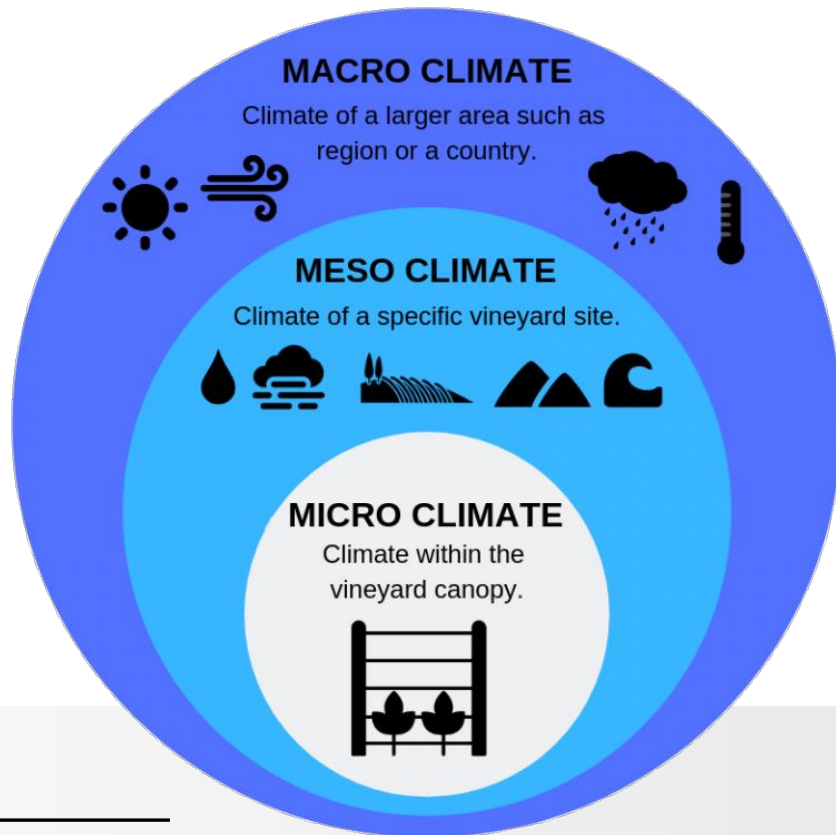 MACRO CLIMATE
Climate of a larger area such as
region or a country.
MESO CLIMATE
Climate of a specific vineyard site.
MICRO CLIMATE
Climate within the
vineyard canopy.